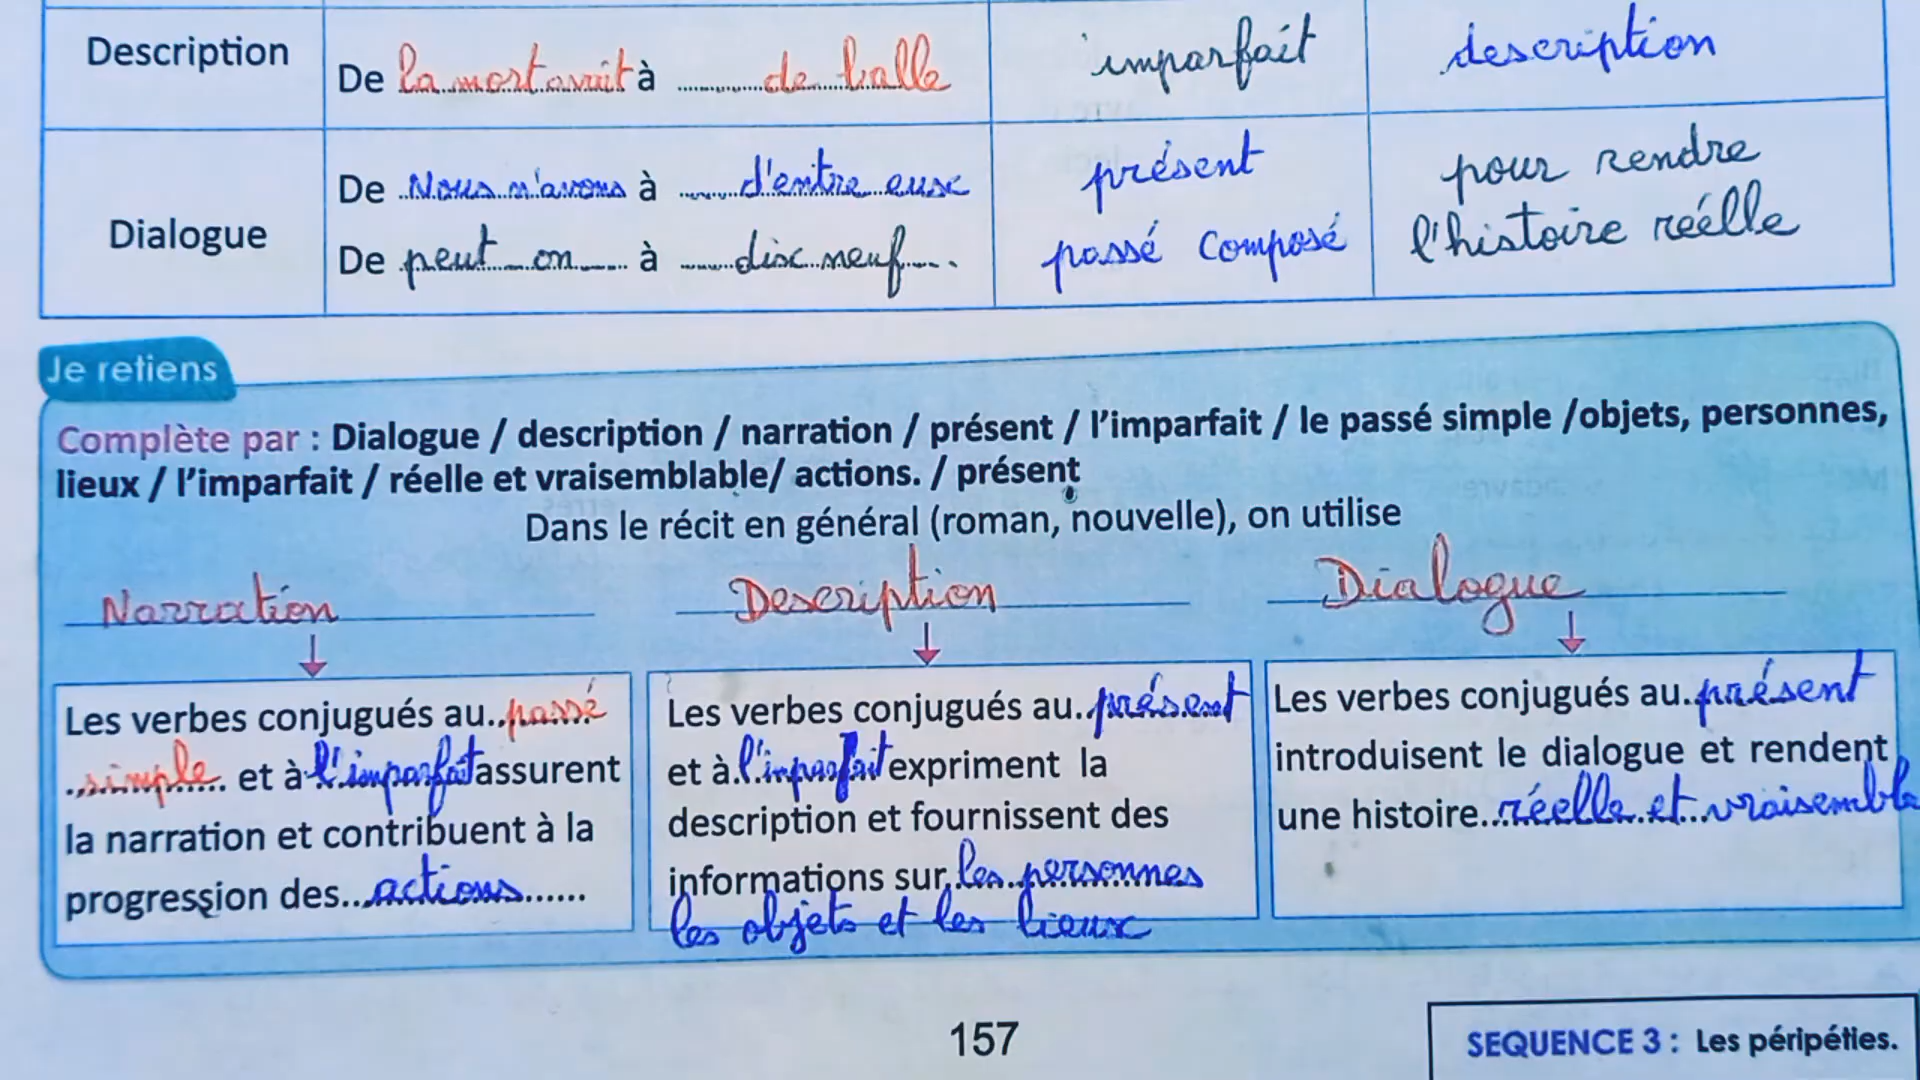 Description
De la mort avait à ............de balle
imparfait
description
Dialogue
De .Nous n'avons à ......d'entre eux
De peut on...... à ......dix neuf.... .
présent
passé Composé
pour rendre
l'histoire réelle
Je retiens
Complète par : Dialogue / description / narration / présent / l'imparfait / le passé simple /objets, personnes,
lieux / l'imparfait / réelle et vraisemblable/ actions. / présent
Dans le récit en général (roman, nouvelle), on utilise
Narration
Description
Dialogue
Les verbes conjugués au..passé
simple... et à l'imparfait assurent
la narration et contribuent à la
progression des...actions......
Les verbes conjugués au..présent
et à.l'imparfait expriment la
description et fournissent des
informations sur les personnes
les objets et les lieux
Les verbes conjugués au..présent
introduisent le dialogue et rendent
une histoire...réelle et vraisembla
157
SEQUENCE 3 : Les péripéties.